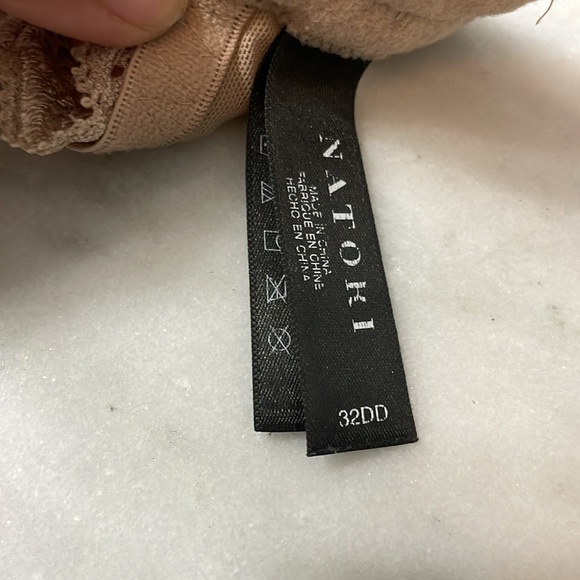 NATORI
MADE IN CHINA
FABRIQUE EN CHINE
HECHO EN CHINA
32DD